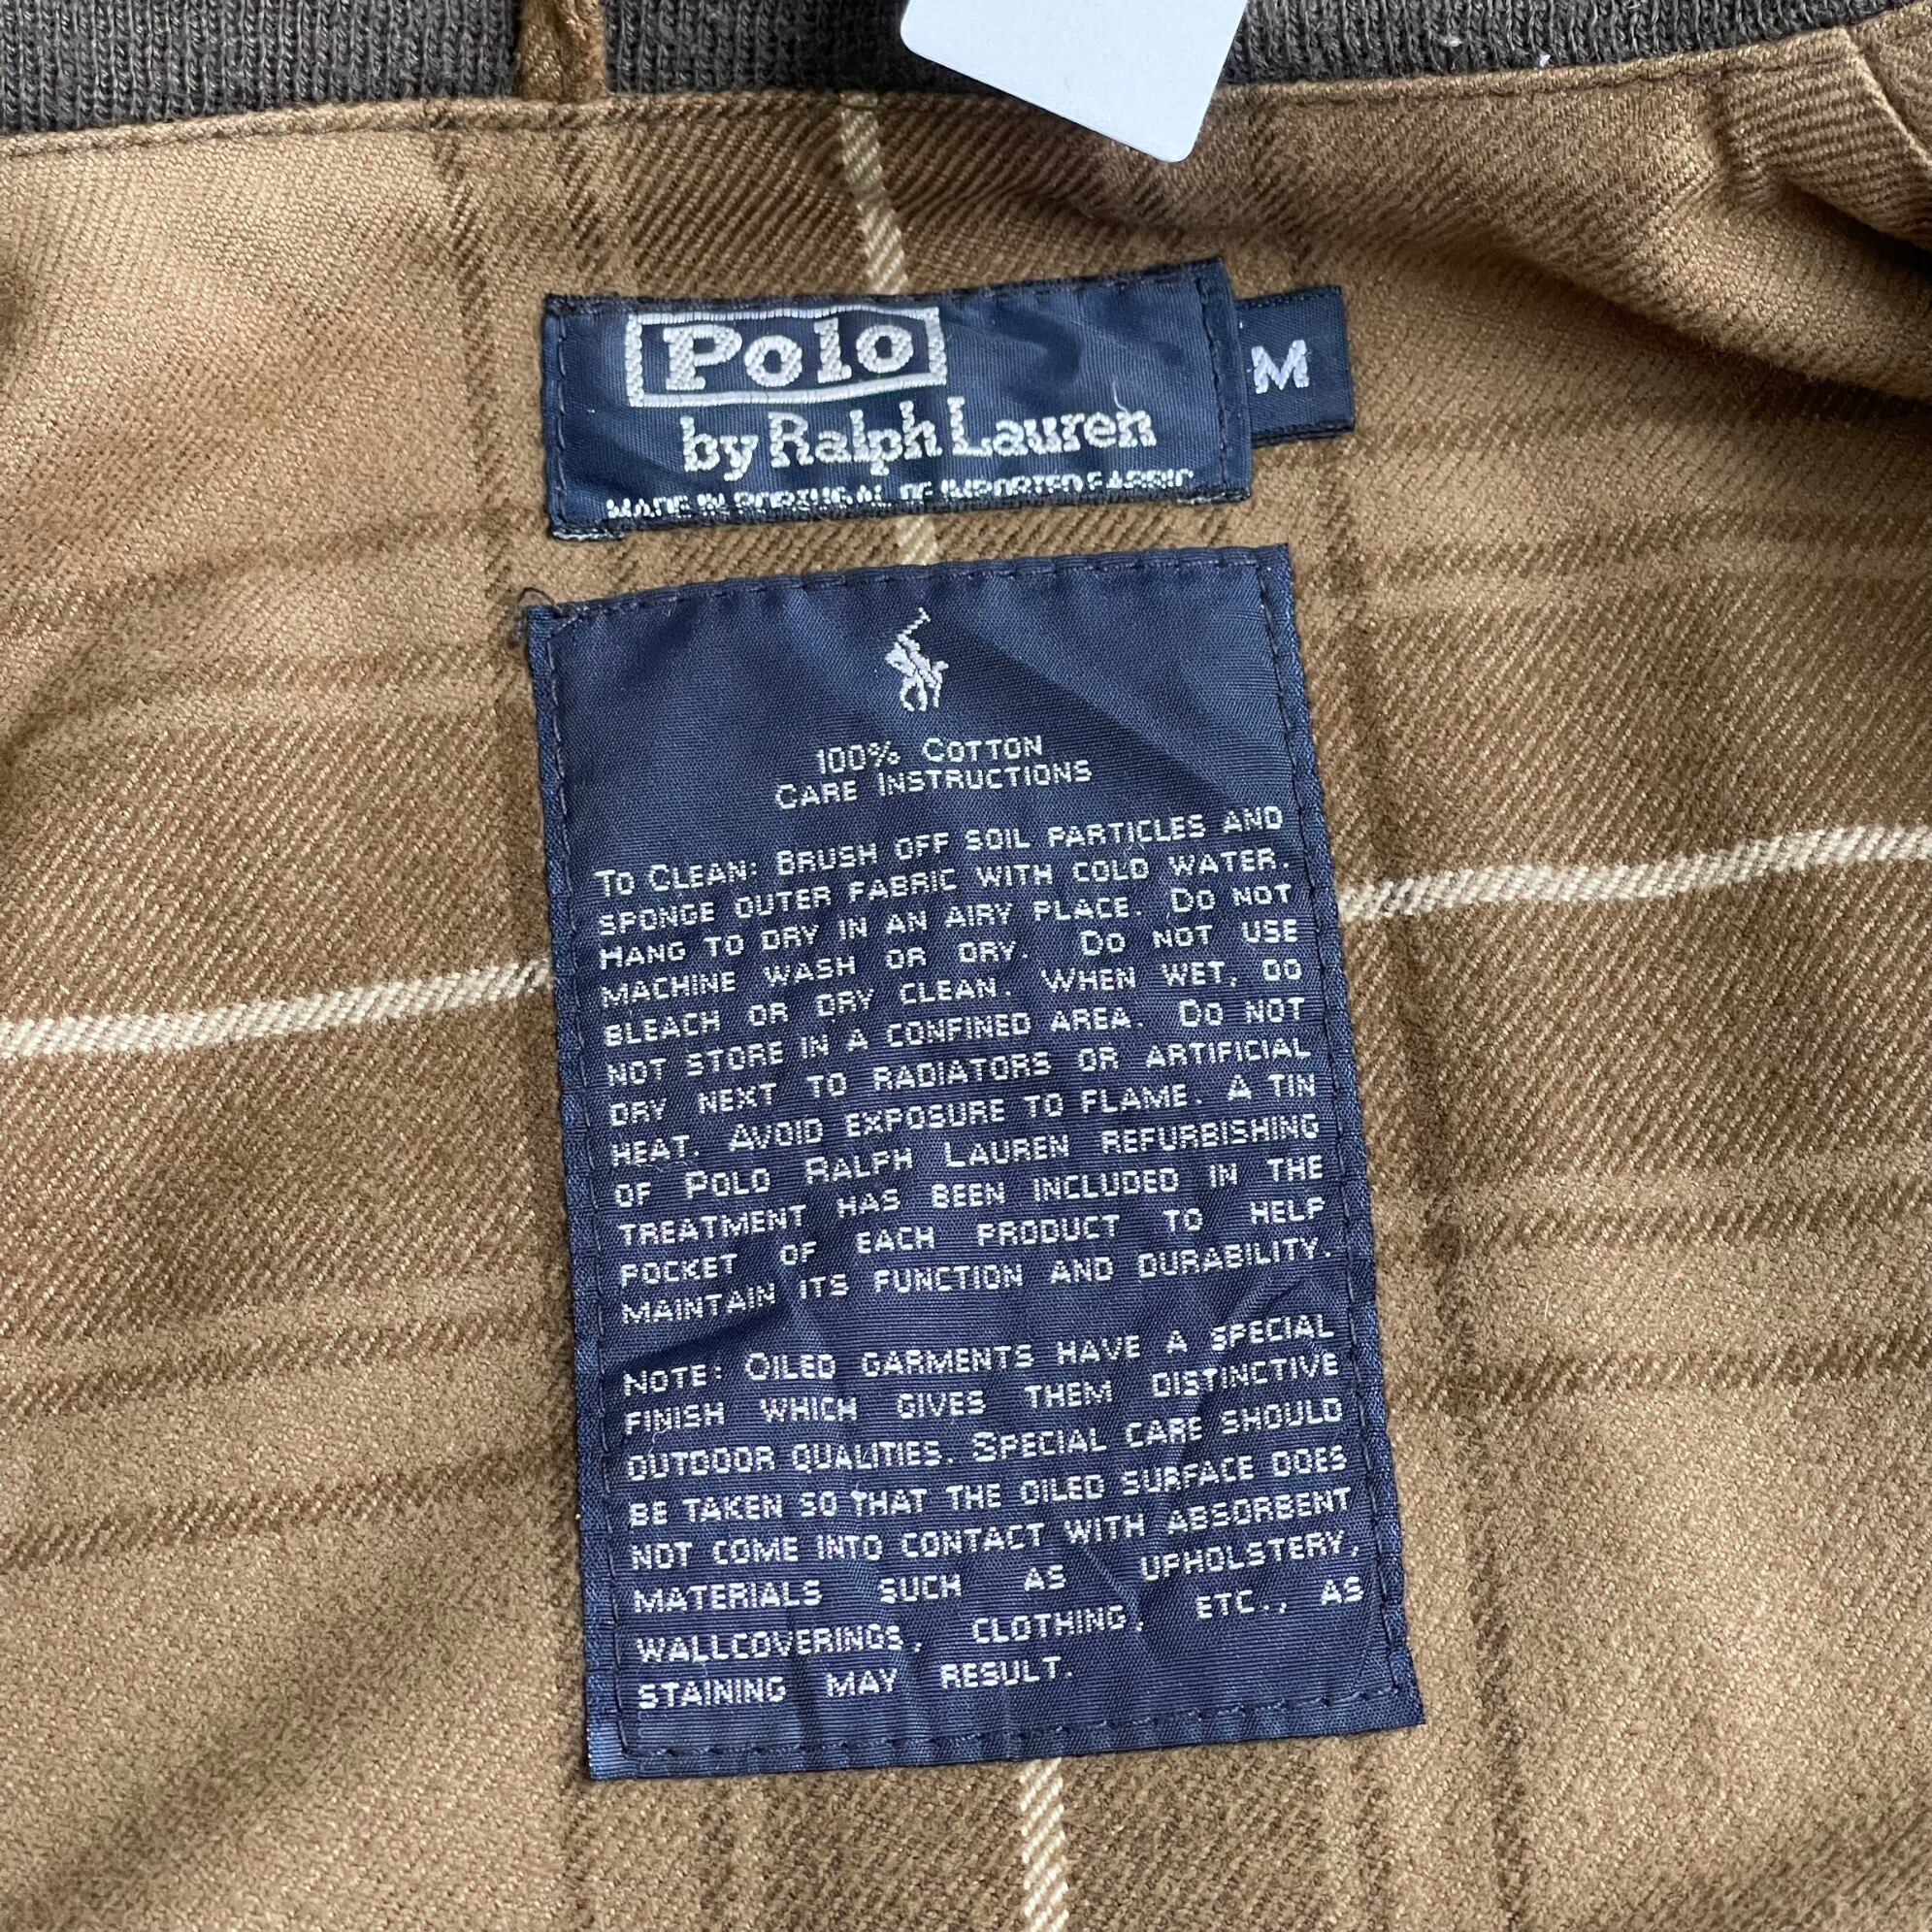 Polo
by Ralph Lauren
MADE IN PORTUGAL OF IMPORTED FABRIC
M
100% COTTON
CARE INSTRUCTIONS
TO CLEAN: BRUSH OFF SOIL PARTICLES AND
SPONGE OUTER FABRIC WITH COLD WATER.
HANG TO DRY IN AN AIRY PLACE. DO NOT
MACHINE WASH OR DRY. DO NOT USE
BLEACH OR DRY CLEAN. WHEN WET, DO
NOT STORE IN A CONFINED AREA. DO NOT
DRY NEXT TO RADIATORS OR ARTIFICIAL
HEAT. AVOID EXPOSURE TO FLAME. A TIN
OF POLO RALPH LAUREN REFURBISHING
TREATMENT HAS BEEN INCLUDED IN THE
POCKET OF EACH PRODUCT TO HELP
MAINTAIN ITS FUNCTION AND DURABILITY.
NOTE: OILED GARMENTS HAVE A SPECIAL
FINISH WHICH GIVES THEM DISTINCTIVE
OUTDOOR QUALITIES. SPECIAL CARE SHOULD
BE TAKEN SO THAT THE OILED SURFACE DOES
NOT COME INTO CONTACT WITH ABSORBENT
MATERIALS SUCH AS UPHOLSTERY,
WALLCOVERINGS, CLOTHING, ETC., AS
STAINING MAY RESULT.